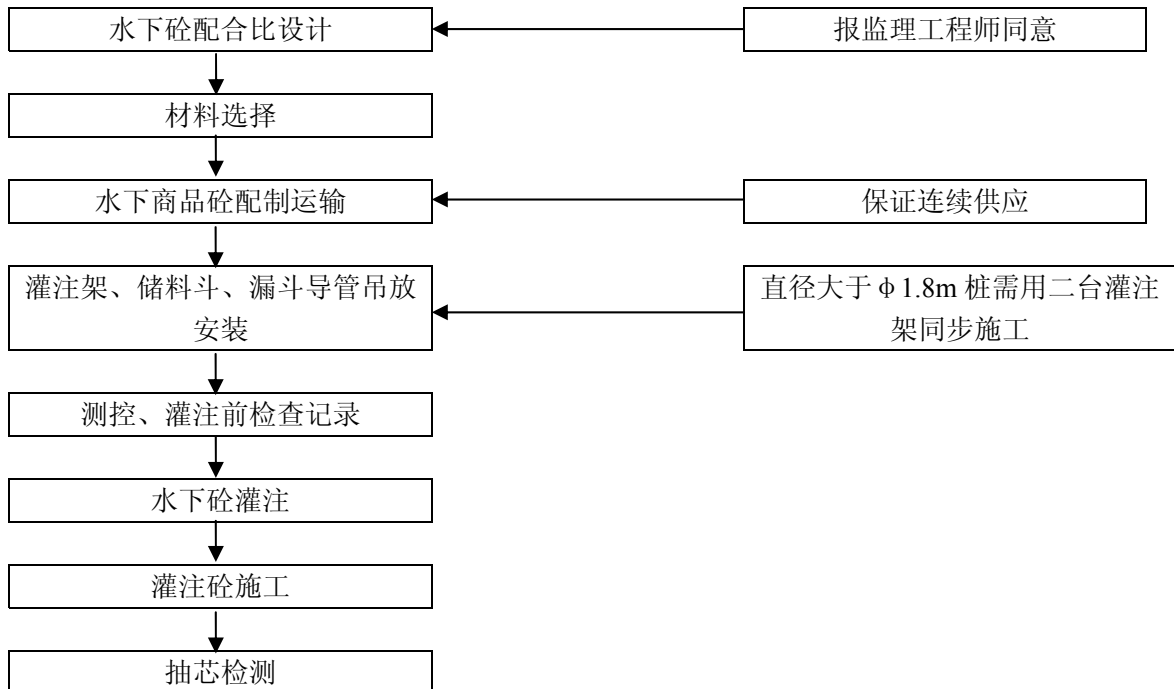 水下砼配合比设计
报监理工程师同意
材料选择
水下商品砼配制运输
保证连续供应
灌注架、储料斗、漏斗导管吊放
安装
直径大于φ1.8m 桩需用二台灌注
架同步施工
测控、灌注前检查记录
水下砼灌注
灌注砼施工
抽芯检测